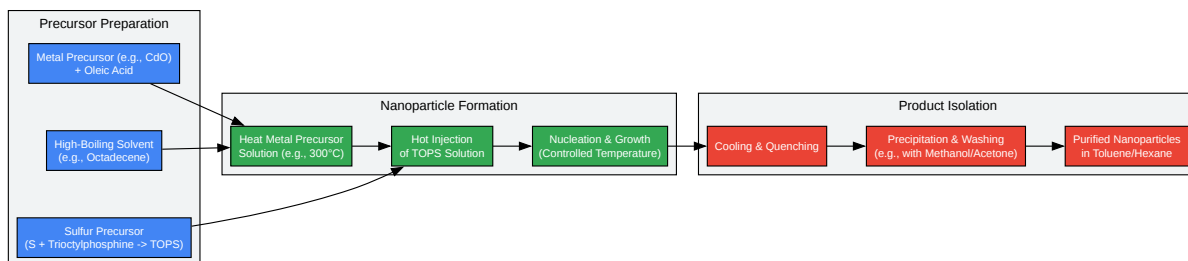 Precursor Preparation
Metal Precursor (e.g., CdO)
+ Oleic Acid
High-Boiling Solvent
(e.g., Octadecene)
Sulfur Precursor
(S + Trioctylphosphine -> TOPS)
Nanoparticle Formation
Heat Metal Precursor
Solution (e.g., 300°C)
Hot Injection
of TOPS Solution
Nucleation & Growth
(Controlled Temperature)
Product Isolation
Cooling & Quenching
Precipitation & Washing
(e.g., with Methanol/Acetone)
Purified Nanoparticles
in Toluene/Hexane